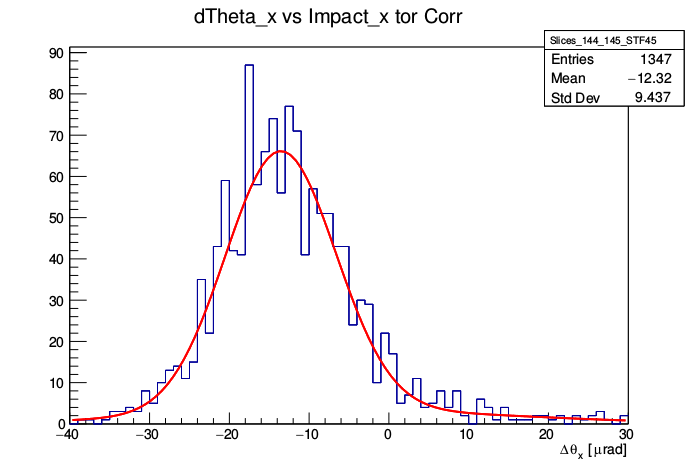 dTheta_x vs Impact_x tor Corr
Slices_144_145_STF45
Entries 1347
Mean −12.32
Std Dev 9.437
90
80
70
60
50
40
30
20
10
0
−40 −30 −20 −10 0 10 20 30
Δθx [μrad]